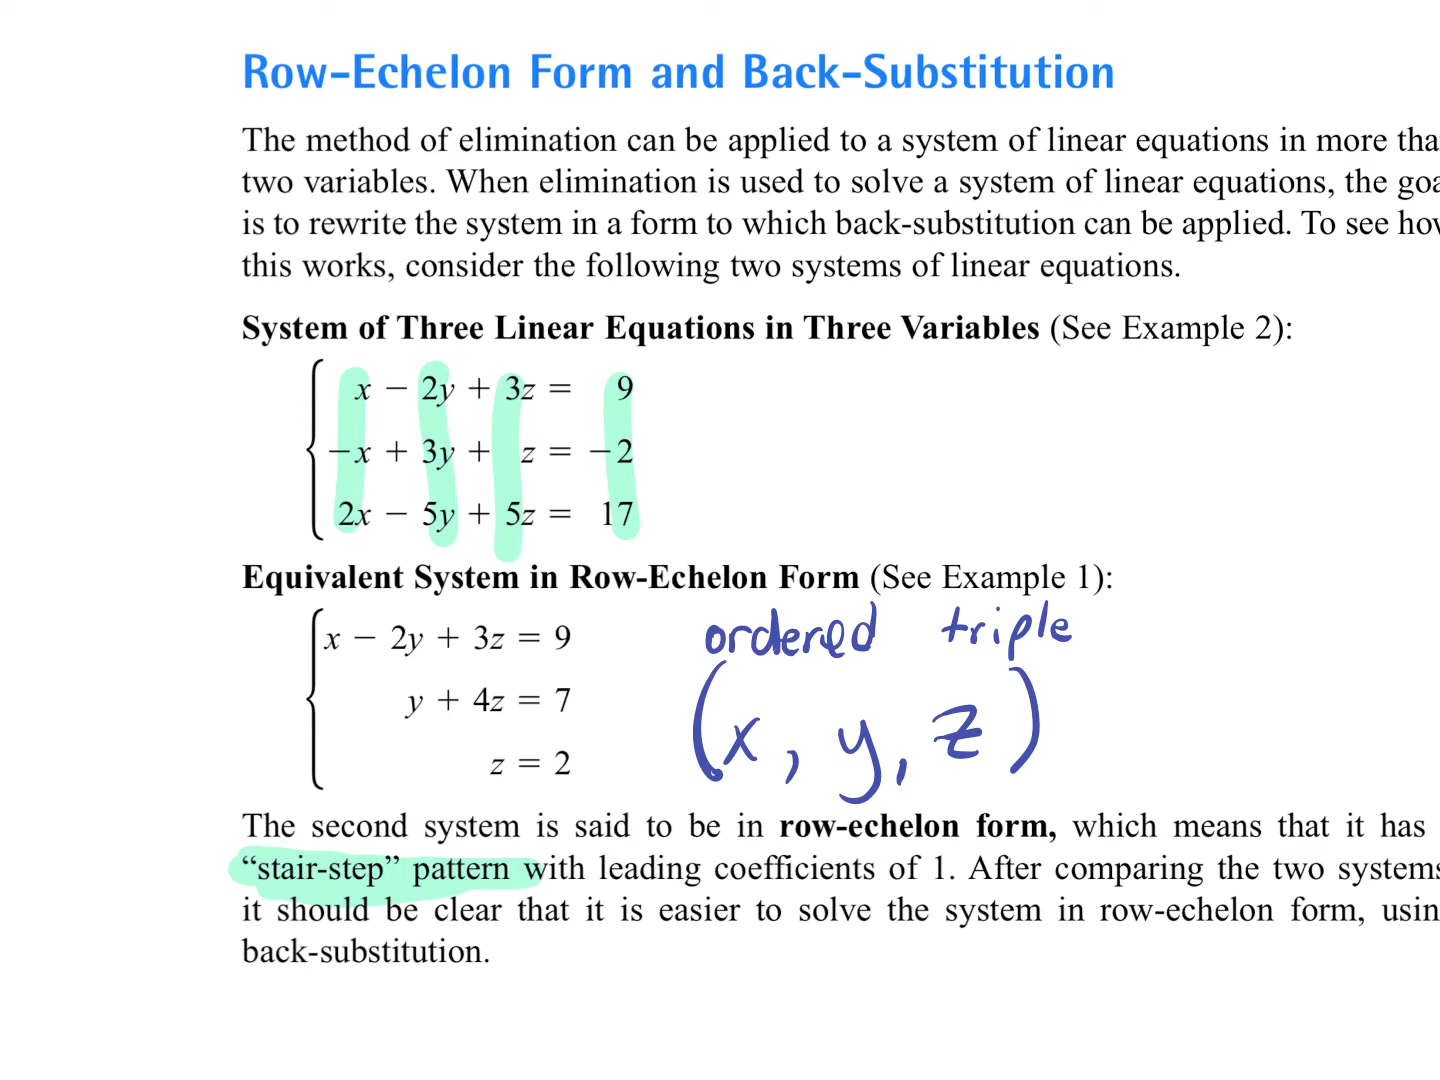 Row-Echelon Form and Back-Substitution
The method of elimination can be applied to a system of linear equations in more
two variables. When elimination is used to solve a system of linear equations, the
is to rewrite the system in a form to which back-substitution can be applied. To see
this works, consider the following two systems of linear equations.
System of Three Linear Equations in Three Variables (See Example 2):
x − 2y + 3z = 9
−x + 3y + z = −2
2x − 5y + 5z = 17
Equivalent System in Row-Echelon Form (See Example 1):
x − 2y + 3z = 9
y + 4z = 7
z = 2
ordered triple
(x, y, z)
The second system is said to be in row-echelon form, which means that it has
“stair-step” pattern with leading coefficients of 1. After comparing the two systems
it should be clear that it is easier to solve the system in row-echelon form,
back-substitution.